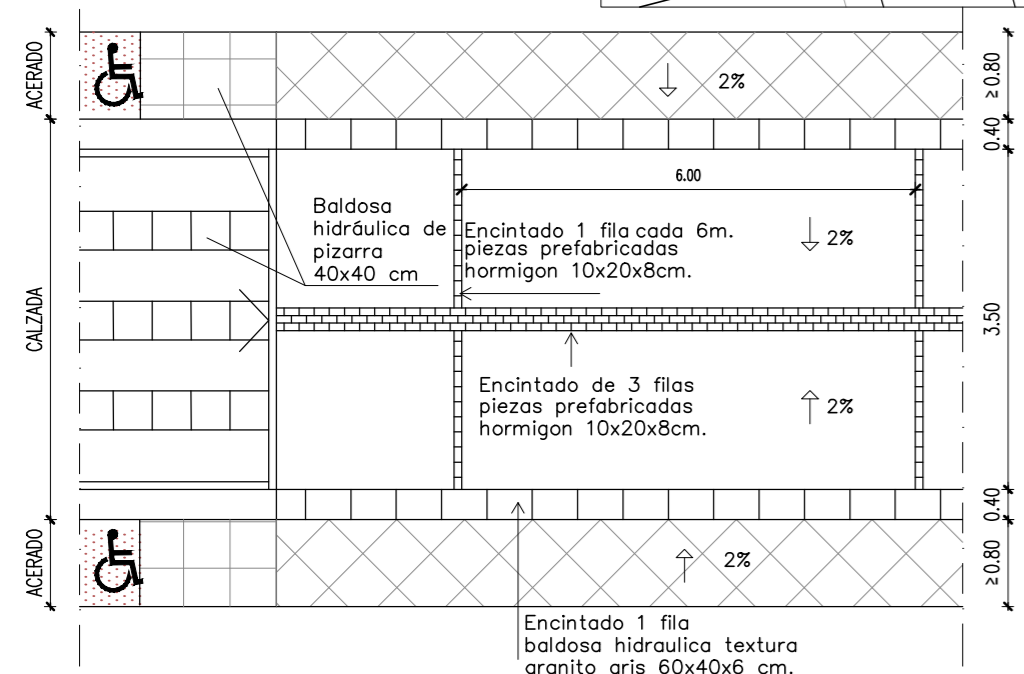 ACERADO
2%
≥ 0.80
0.40
6.00
Baldosa
hidráulica de
pizarra
40x40 cm
Encintado 1 fila cada 6m.
piezas prefabricadas
hormigon 10x20x8cm.
2%
CALZADA
3.50
Encintado de 3 filas
piezas prefabricadas
hormigon 10x20x8cm.
2%
0.40
ACERADO
2%
≥0.80
Encintado 1 fila
baldosa hidraulica textura
granito gris 60x40x6 cm.